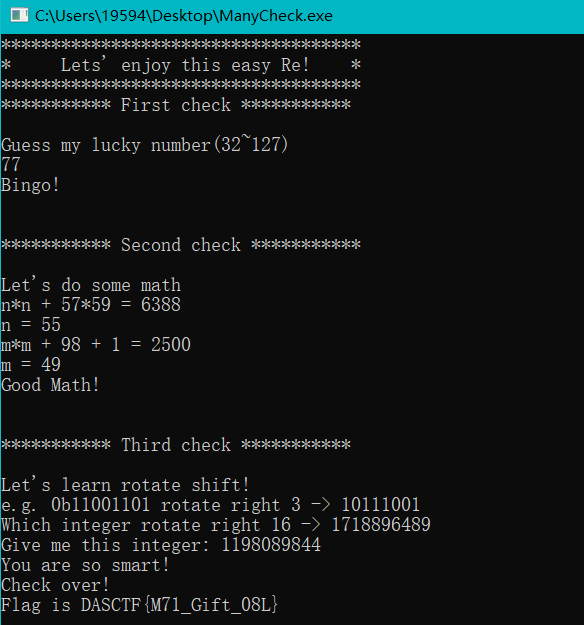 C:\Users\19594\Desktop\ManyCheck.exe
************************************
*     Lets' enjoy this easy Re!    *
************************************
*********** First check ***********
Guess my lucky number(32~127)
77
Bingo!
*********** Second check ***********
Let's do some math
n*n + 57*59 = 6388
n = 55
m*m + 98 + 1 = 2500
m = 49
Good Math!
*********** Third check ***********
Let's learn rotate shift!
e.g. 0b11001101 rotate right 3 -> 10111001
Which integer rotate right 16 -> 1718896489
Give me this integer: 1198089844
You are so smart!
Check over!
Flag is DASCTF{M71_Gift_08L}